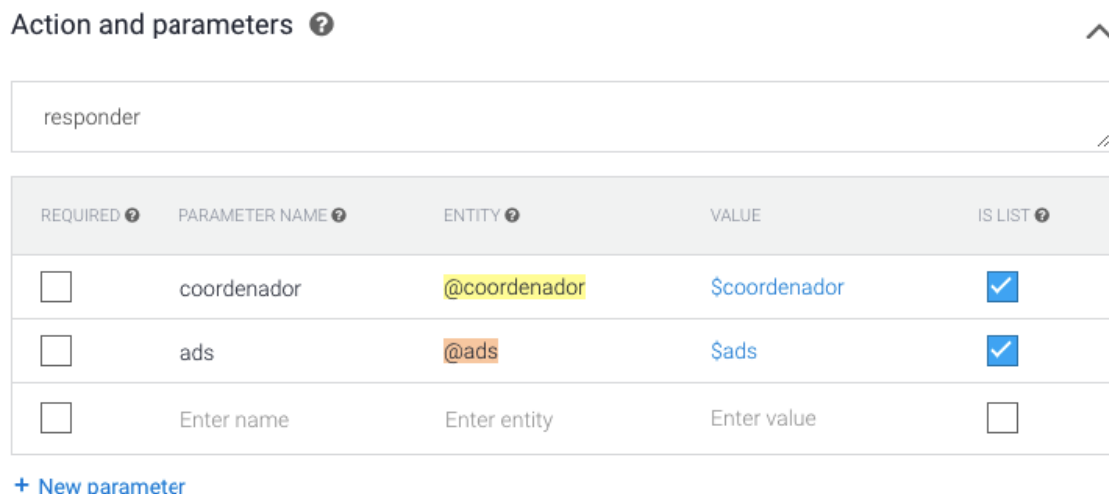 Action and parameters ?
responder
REQUIRED ? PARAMETER NAME ? ENTITY ? VALUE IS LIST ?
coordenador @coordenador $coordenador
ads @ads $ads
Enter name Enter entity Enter value
+ New parameter